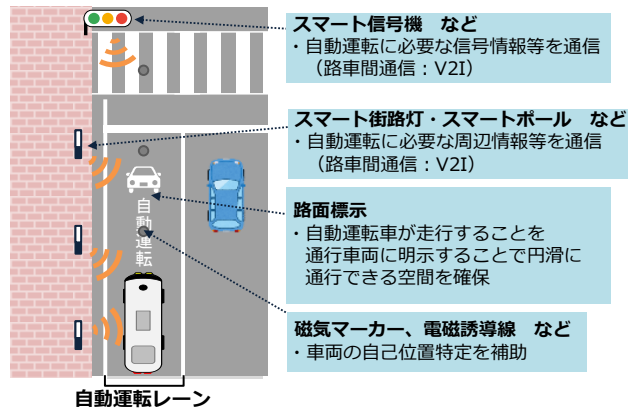 スマート信号機 など
・自動運転に必要な信号情報等を通信
（路車間通信：V2I）
スマート街路灯・スマートポール など
・自動運転に必要な周辺情報等を通信
（路車間通信：V2I）
路面標示
・自動運転車が走行することを
通行車両に明示することで円滑に
通行できる空間を確保
自動運転
磁気マーカー、電磁誘導線 など
・車両の自己位置特定を補助
自動運転レーン